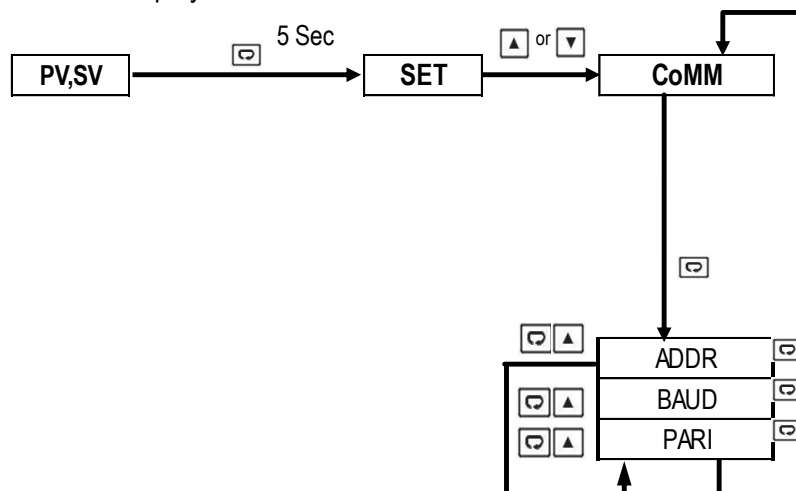 5 Sec
or
PV,SV
SET
CoMM
ADDR
BAUD
PARI